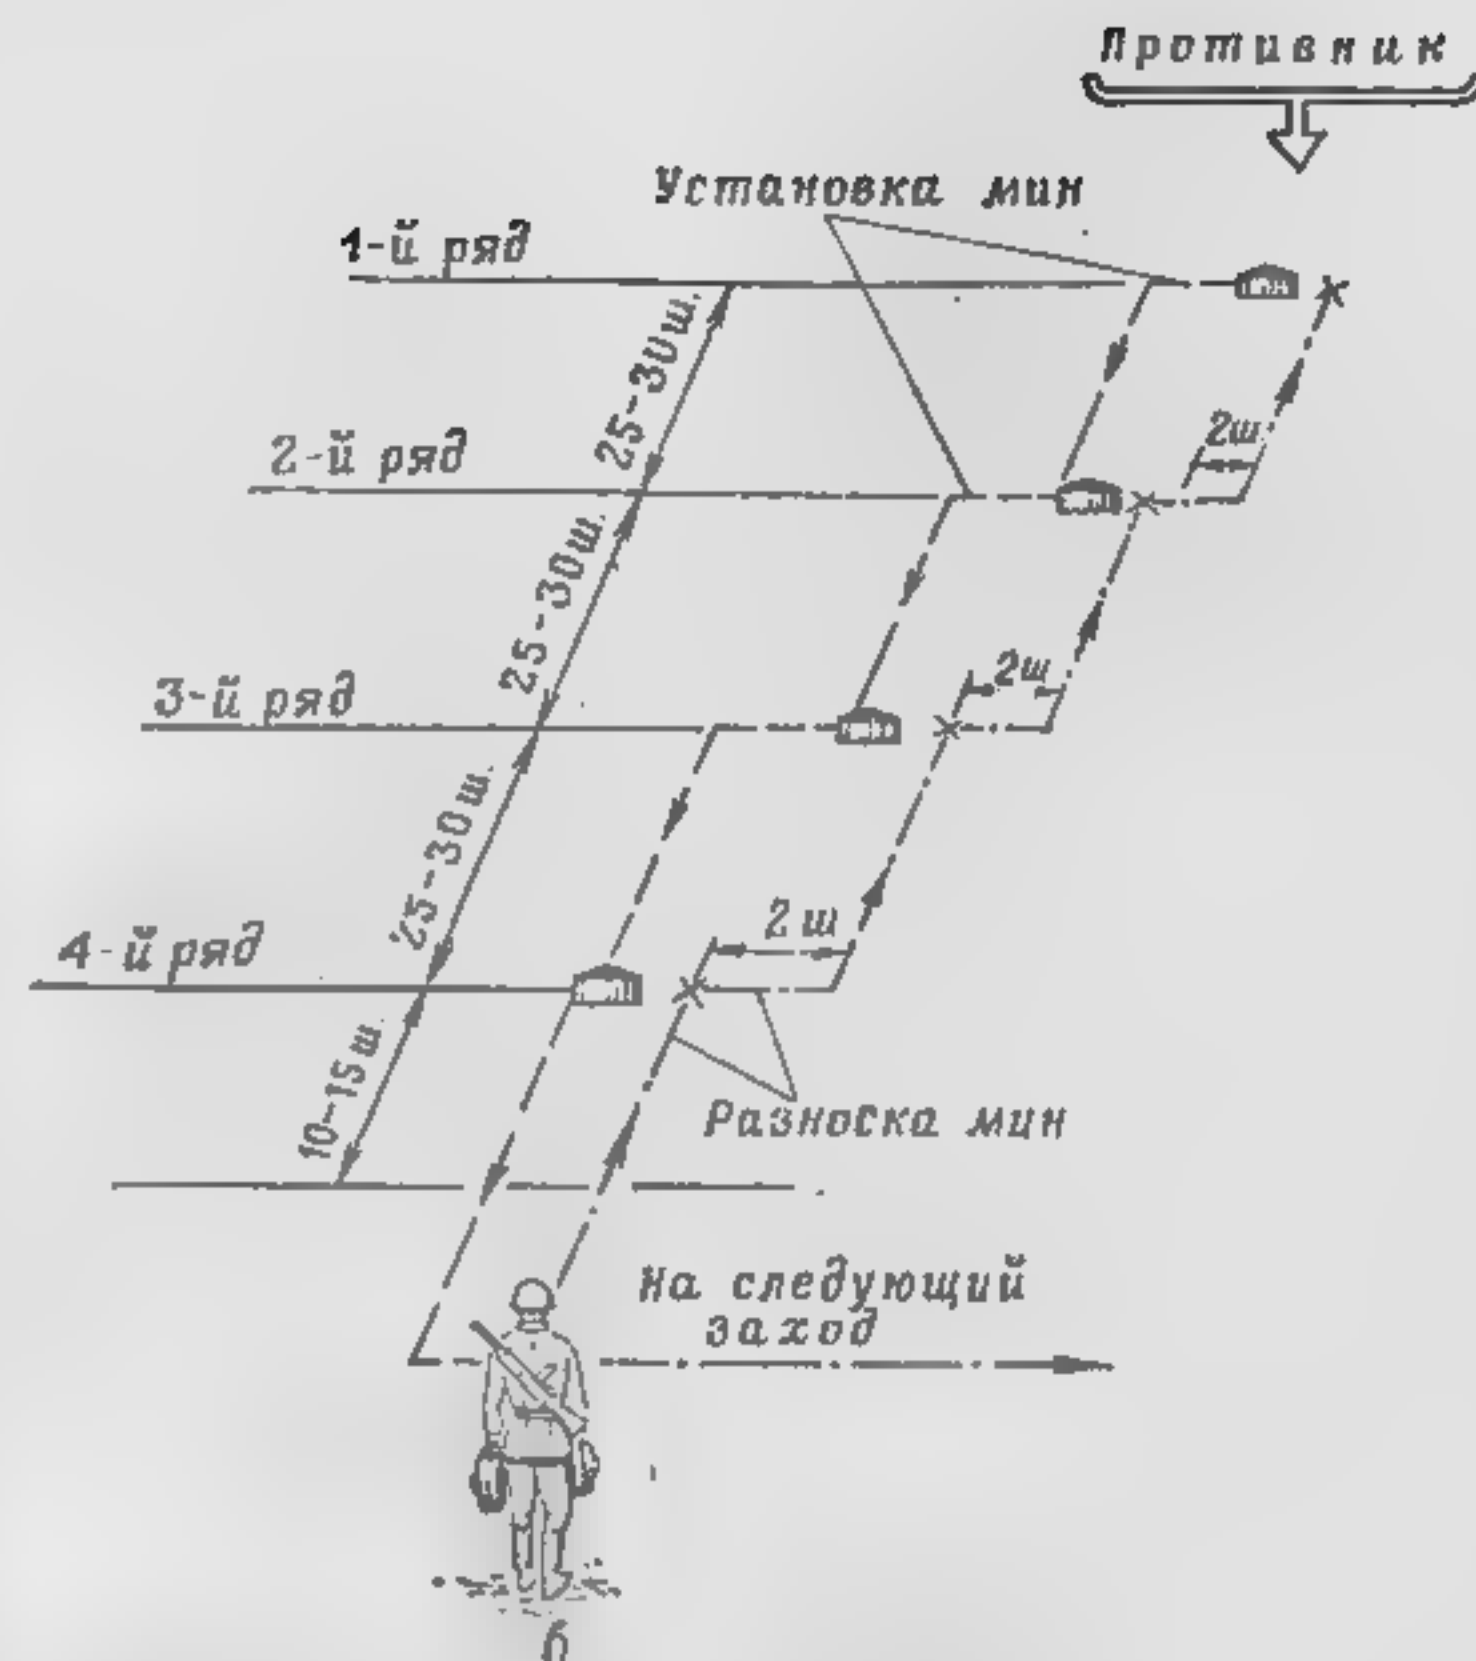 Противник
Установка мин
1-й ряд
25-30ш.
2ш.
2-й ряд
25-30ш.
2ш
3-й ряд
25-30ш.
2ш
4-й ряд
10-15ш.
Разноска мин
На следующий
заход
б